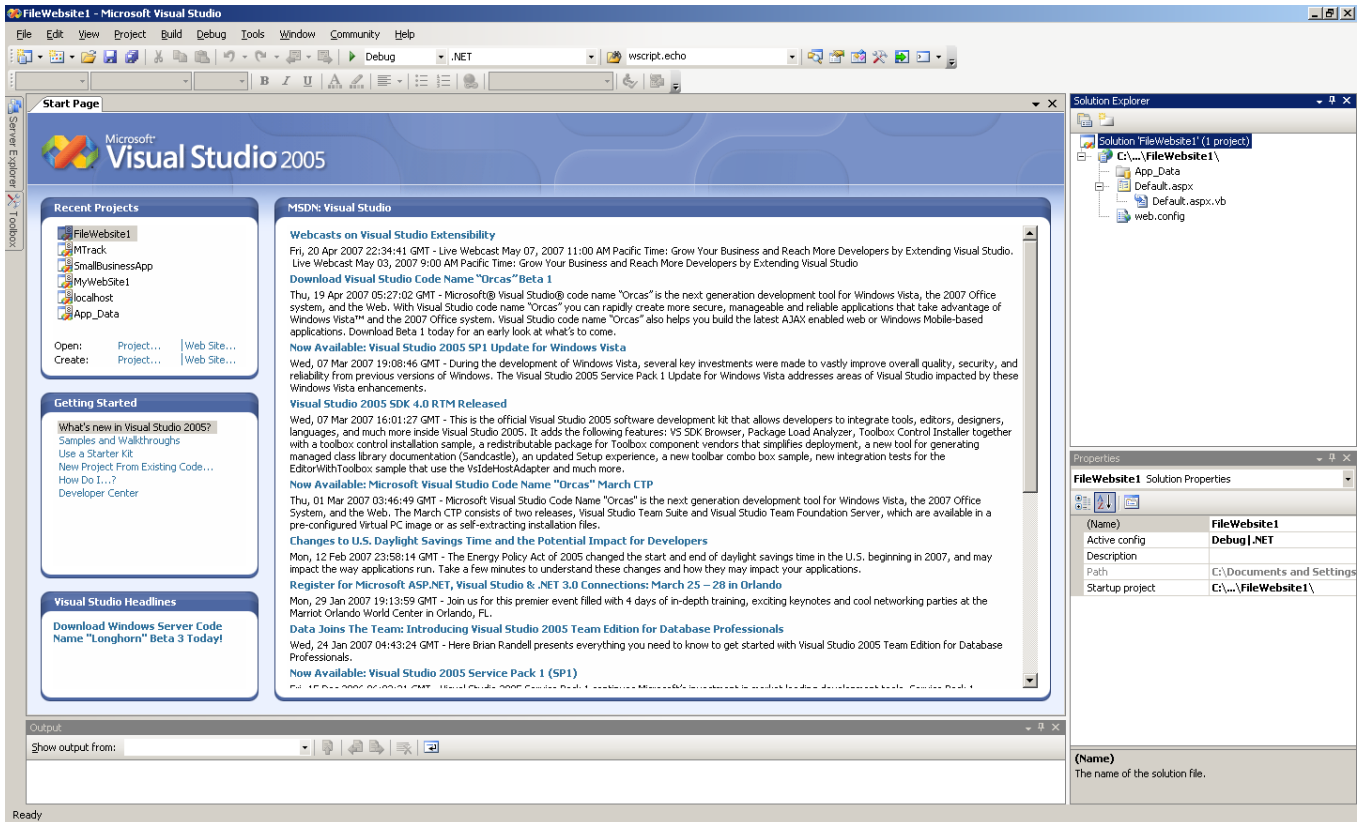 FileWebsite1 - Microsoft Visual Studio
File Edit View Project Build Debug Tools Window Community Help
Debug .NET wscript.echo
B I U A
Server Explorer
Toolbox
Start Page
Microsoft
Visual Studio 2005
Recent Projects
FileWebsite1
MTrack
SmallBusinessApp
MyWebSite1
localhost
App_Data
Open: Project... Web Site...
Create: Project... Web Site...
Getting Started
What's new in Visual Studio 2005?
Samples and Walkthroughs
Use a Starter Kit
New Project From Existing Code...
How Do I...?
Developer Center
Visual Studio Headlines
Download Windows Server Code
Name "Longhorn" Beta 3 Today!
MSDN: Visual Studio
Webcasts on Visual Studio Extensibility
Fri, 20 Apr 2007 22:34:41 GMT - Live Webcast May 07, 2007 11:00 AM Pacific Time: Grow Your Business and Reach More Developers by Extending Visual Studio.
Live Webcast May 03, 2007 9:00 AM Pacific Time: Grow Your Business and Reach More Developers by Extending Visual Studio
Download Visual Studio Code Name "Orcas" Beta 1
Thu, 19 Apr 2007 05:27:02 GMT - Microsoft® Visual Studio® code name "Orcas" is the next generation development tool for Windows Vista, the 2007 Office
system, and the Web. With Visual Studio code name "Orcas" you can rapidly create more secure, manageable and reliable applications that take advantage of
Windows Vista™ and the 2007 Office system. Visual Studio code name "Orcas" also helps you build the latest AJAX enabled web or Windows Mobile-based
applications. Download Beta 1 today for an early look at what's to come.
Now Available: Visual Studio 2005 SP1 Update for Windows Vista
Wed, 07 Mar 2007 19:08:46 GMT - During the development of Windows Vista, several key investments were made to vastly improve overall quality, security, and
reliability from previous versions of Windows. The Visual Studio 2005 Service Pack 1 Update for Windows Vista addresses areas of Visual Studio impacted by these
Windows Vista enhancements.
Visual Studio 2005 SDK 4.0 RTM Released
Wed, 07 Mar 2007 16:01:27 GMT - This is the official Visual Studio 2005 software development kit that allows developers to integrate tools, editors, designers,
languages, and much more inside Visual Studio 2005. It adds the following features: VS SDK Browser, Package Load Analyzer, Toolbox Control Installer together
with a toolbox control installation sample, a redistributable package for Toolbox component vendors that simplifies deployment, a new tool for generating
managed class library documentation (Sandcastle), an updated Setup experience, a new toolbar combo box sample, new integration tests for the
EditorWithToolbox sample that use the VsIdeHostAdapter and much more.
Now Available: Microsoft Visual Studio Code Name "Orcas" March CTP
Thu, 01 Mar 2007 03:46:49 GMT - Microsoft Visual Studio Code Name "Orcas" is the next generation development tool for Windows Vista, the 2007 Office
System, and the Web. The March CTP consists of two releases, Visual Studio Team Suite and Visual Studio Team Foundation Server, which are available in a
pre-configured Virtual PC image or as self-extracting installation files.
Changes to U.S. Daylight Savings Time and the Potential Impact for Developers
Mon, 12 Feb 2007 23:58:14 GMT - The Energy Policy Act of 2005 changed the start and end of daylight savings time in the U.S. beginning in 2007, and may
impact the way applications run. Take a few minutes to understand these changes and how they may impact your applications.
Register for Microsoft ASP.NET, Visual Studio & .NET 3.0 Connections: March 25 – 28 in Orlando
Mon, 29 Jan 2007 19:13:59 GMT - Join us for this premier event filled with 4 days of in-depth training, exciting keynotes and cool networking parties at the
Marriot Orlando World Center in Orlando, FL.
Data Joins The Team: Introducing Visual Studio 2005 Team Edition for Database Professionals
Wed, 24 Jan 2007 04:43:24 GMT - Here Brian Randell presents everything you need to know to get started with Visual Studio 2005 Team Edition for Database
Professionals.
Now Available: Visual Studio 2005 Service Pack 1 (SP1)
Output
Show output from:
Ready
Solution Explorer
Solution 'FileWebsite1' (1 project)
C:\...\FileWebsite1\
App_Data
Default.aspx
Default.aspx.vb
web.config
Properties
FileWebsite1 Solution Properties
(Name) FileWebsite1
Active config Debug|.NET
Description
Path C:\Documents and Settings
Startup project C:\...\FileWebsite1\
(Name)
The name of the solution file.